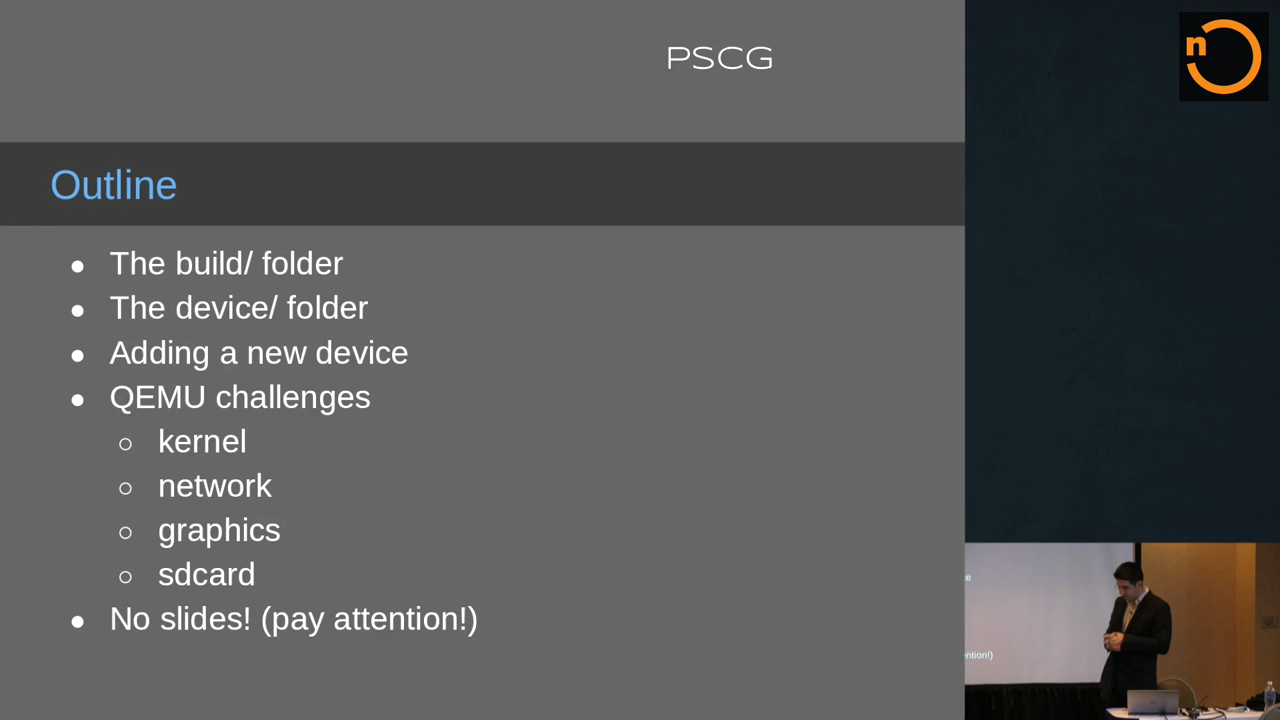 PSCG
n
Outline
● The build/ folder
● The device/ folder
● Adding a new device
● QEMU challenges
○ kernel
○ network
○ graphics
○ sdcard
● No slides! (pay attention!)
ention!)